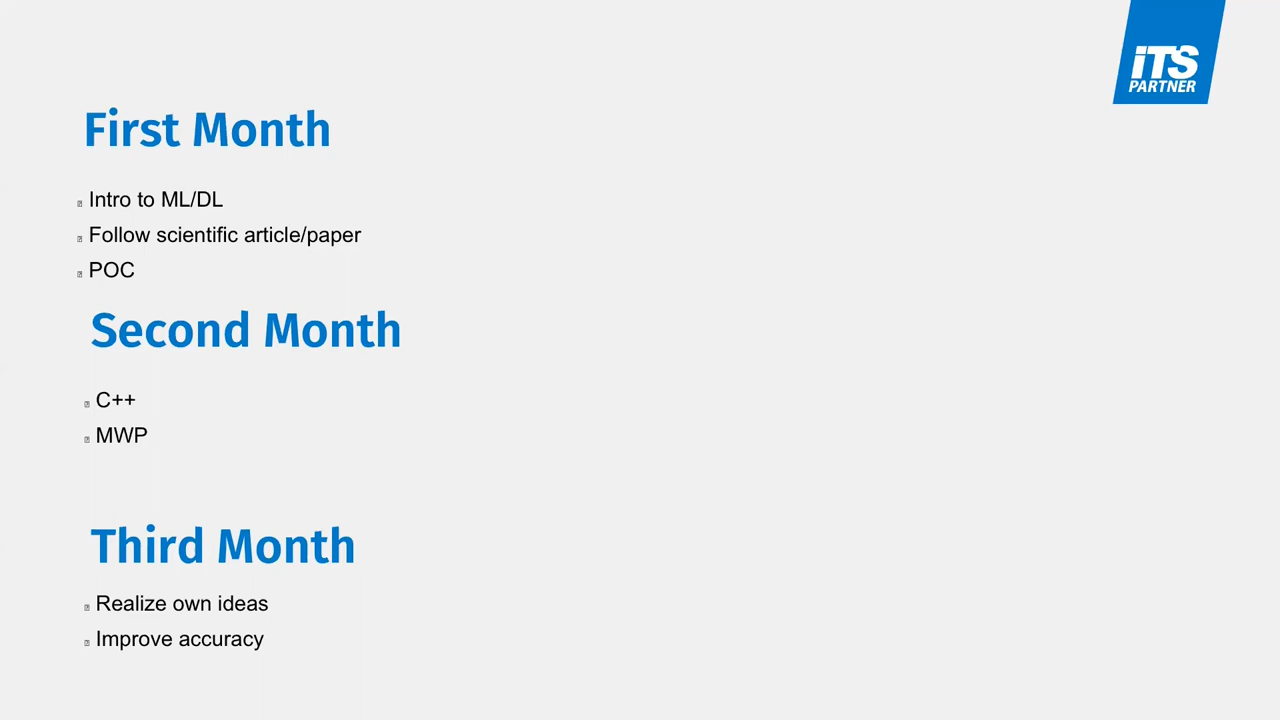 iTS
PARTNER
First Month
Intro to ML/DL
Follow scientific article/paper
POC
Second Month
C++
MWP
Third Month
Realize own ideas
Improve accuracy